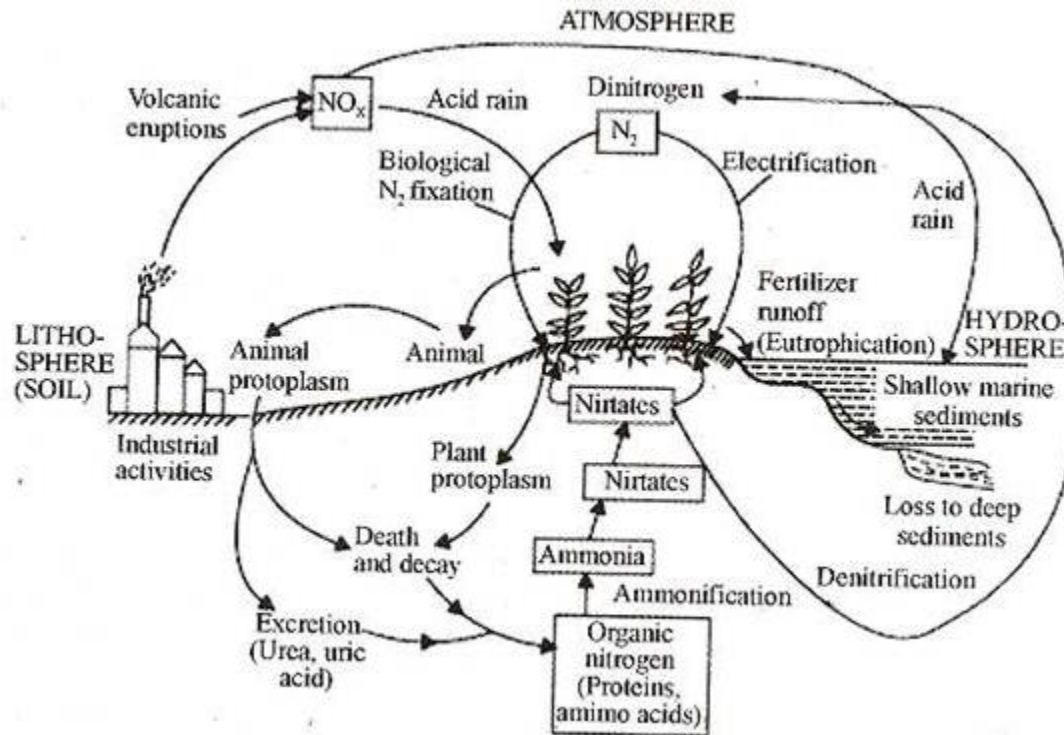 ATMOSPHERE
Volcanic
eruptions
NOx
Acid rain
Dinitrogen
N2
Biological
N2 fixation
Electrification
Acid
rain
Fertilizer
runoff
(Eutrophication)
HYDRO-
SPHERE
LITHO-
SPHERE
(SOIL)
Animal
protoplasm
Animal
Shallow marine
sediments
Nirtates
Industrial
activities
Plant
protoplasm
Nirtates
Loss to deep
sediments
Death
and decay
Ammonia
Denitrification
Ammonification
Excretion
(Urea, uric
acid)
Organic
nitrogen
(Proteins,
amimo acids)